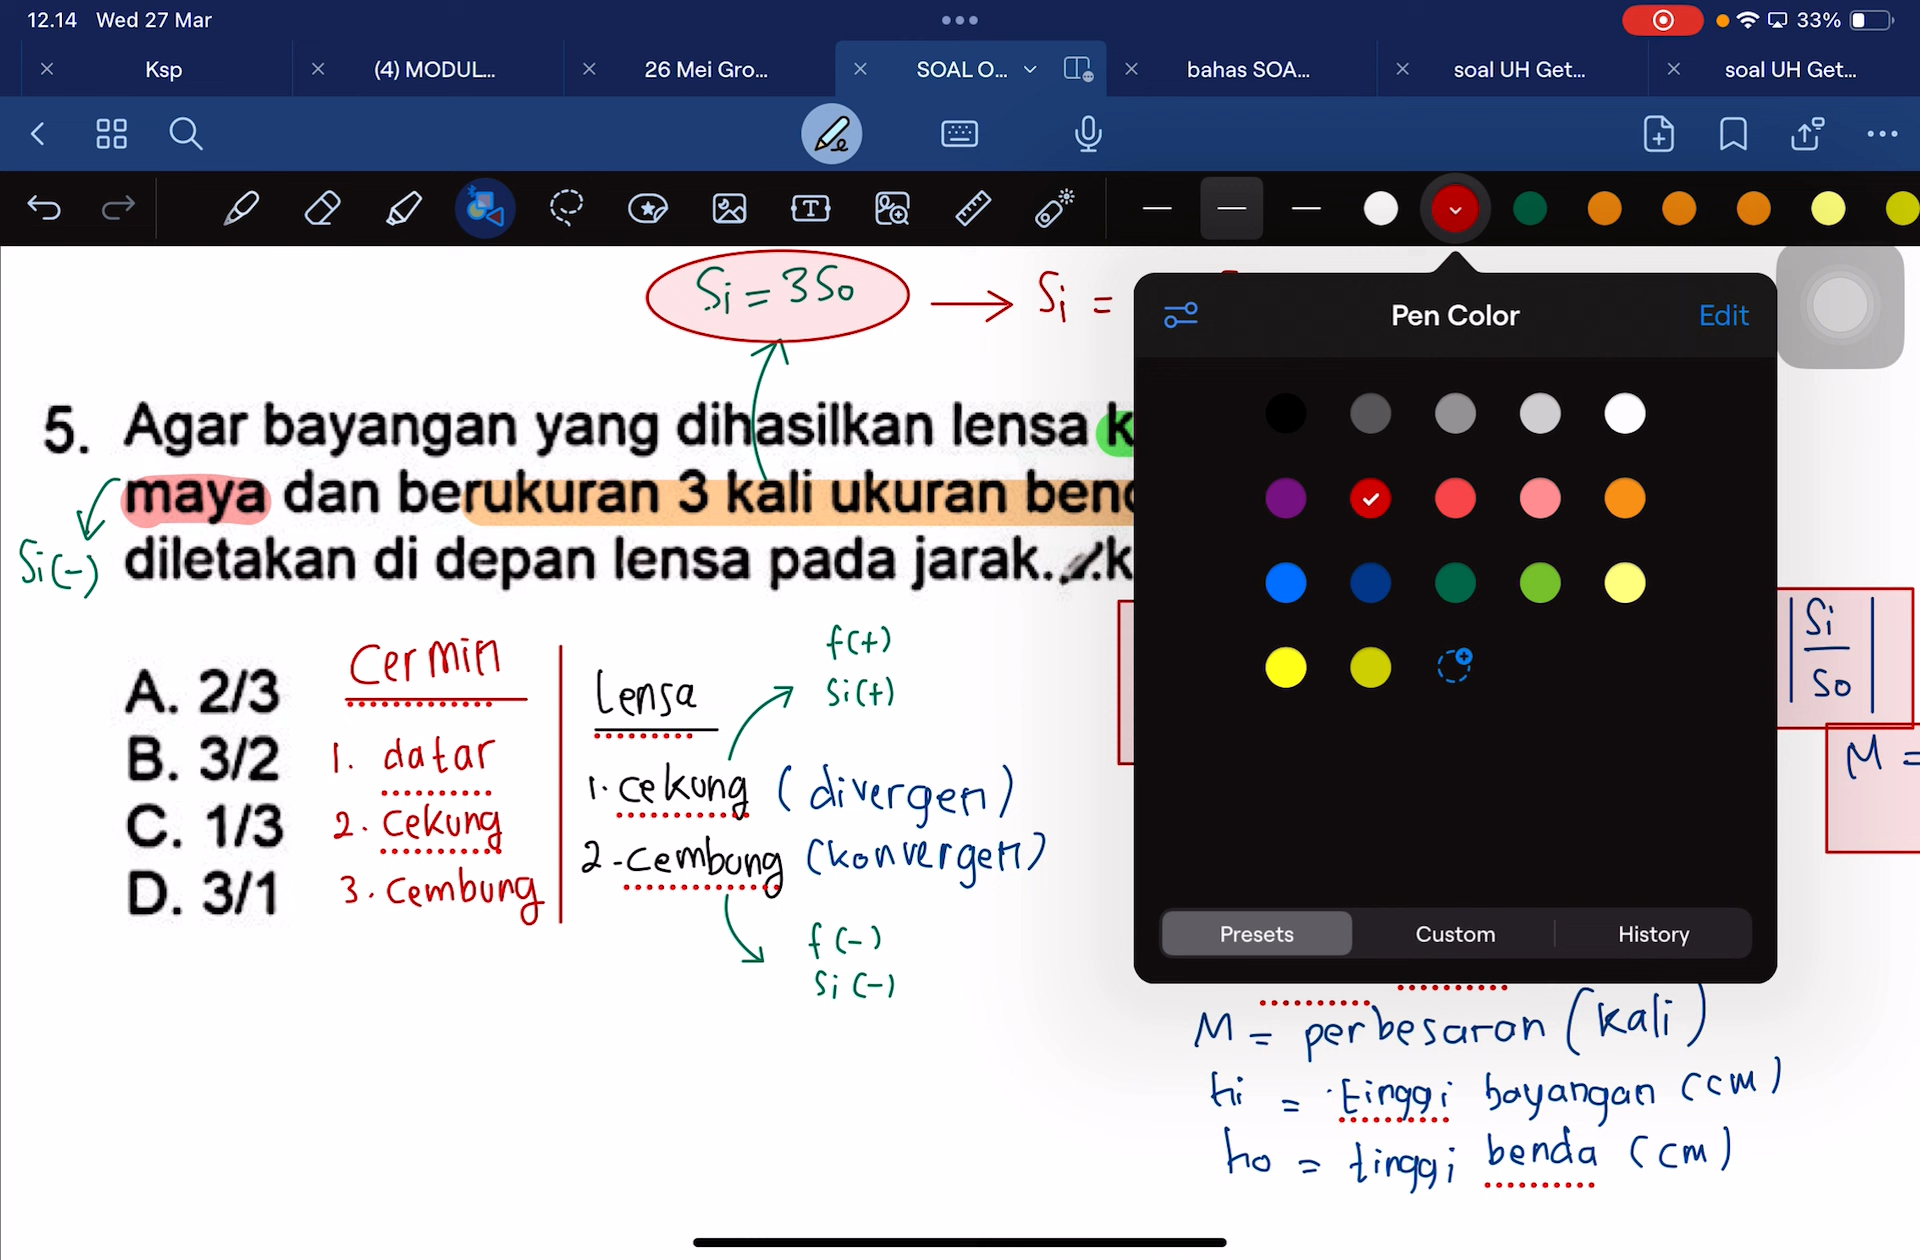 12.14 Wed 27 Mar
33%
Ksp
(4) MODUL...
26 Mei Gro...
SOAL O...
bahas SOA...
soal UH Get...
soal UH Get...
Si = 3So → Si =
Pen Color
Edit
5. Agar bayangan yang dihasilkan lensa k
maya dan berukuran 3 kali ukuran bend
Si(-)
diletakan di depan lensa pada jarak...k
A. 2/3
B. 3/2
C. 1/3
D. 3/1
Cermin
1. datar
2. cekung
3. cembung
Lensa
f(+)
Si(+)
1. cekung (divergen)
2. cembung (konvergen)
f(-)
Si(-)
|Si/So|
M =
Presets
Custom
History
M = perbesaran (kali)
hi = tinggi bayangan (cm)
ho = tinggi benda (cm)